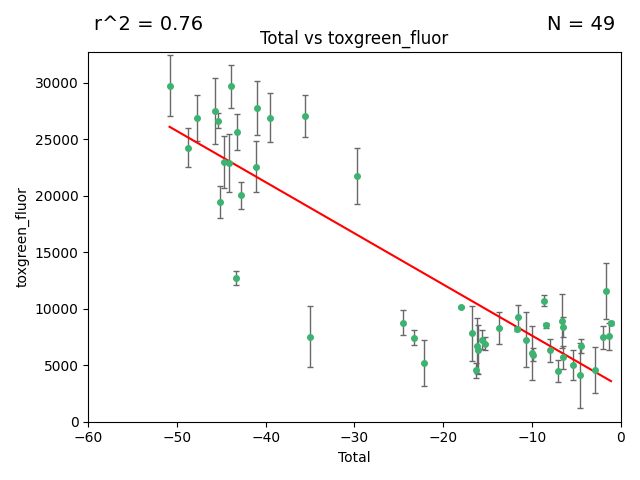 r^2 = 0.76
N = 49
Total vs toxgreen_fluor
30000
25000
20000
15000
10000
5000
0
toxgreen_fluor
−60
−50
−40
−30
−20
−10
0
Total